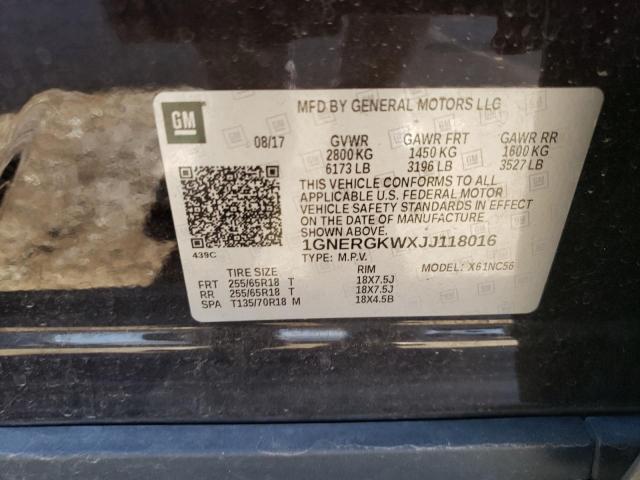 GM
MFD BY GENERAL MOTORS LLC
08/17 GVWR GAWR FRT GAWR RR
2800 KG 1450 KG 1600 KG
6173 LB 3196 LB 3527 LB
THIS VEHICLE CONFORMS TO ALL
APPLICABLE U.S. FEDERAL MOTOR
VEHICLE SAFETY STANDARDS IN EFFECT
ON THE DATE OF MANUFACTURE
SHOWN ABOVE.
1GNERGKWXJJ118016
439C TYPE: M.P.V. MODEL: X61NC56
TIRE SIZE RIM
FRT 255/65R18 T 18X7.5J
RR 255/65R18 T 18X7.5J
SPA T135/70R18 M 18X4.5B